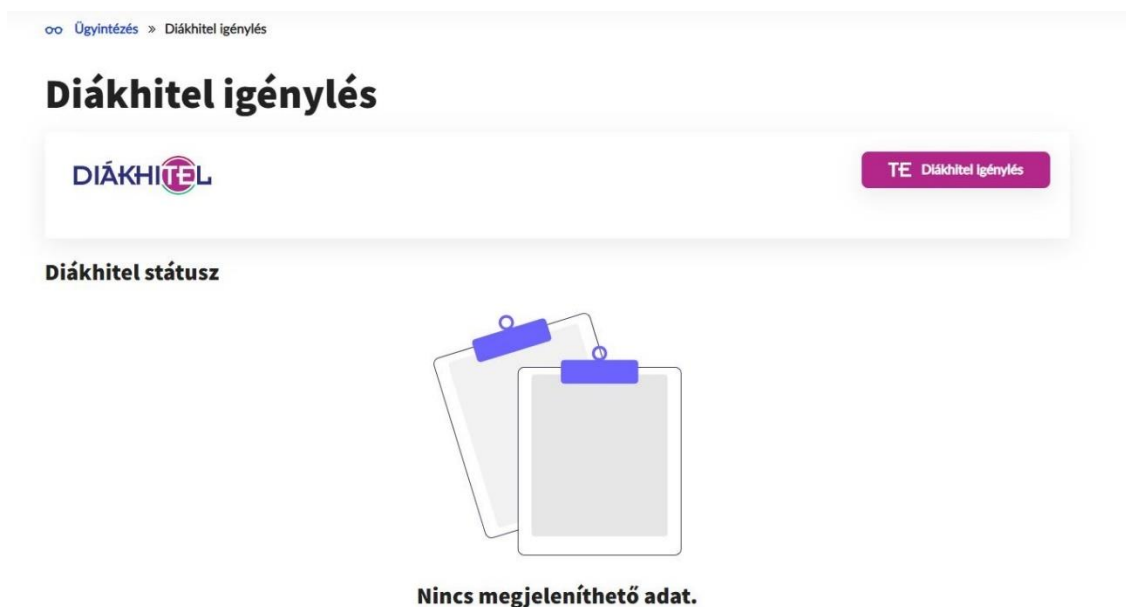 Ügyintézés » Diákhitel igénylés
Diákhitel igénylés
DIÁKHITEL
TE Diákhitel igénylés
Diákhitel státusz
Nincs megjeleníthető adat.